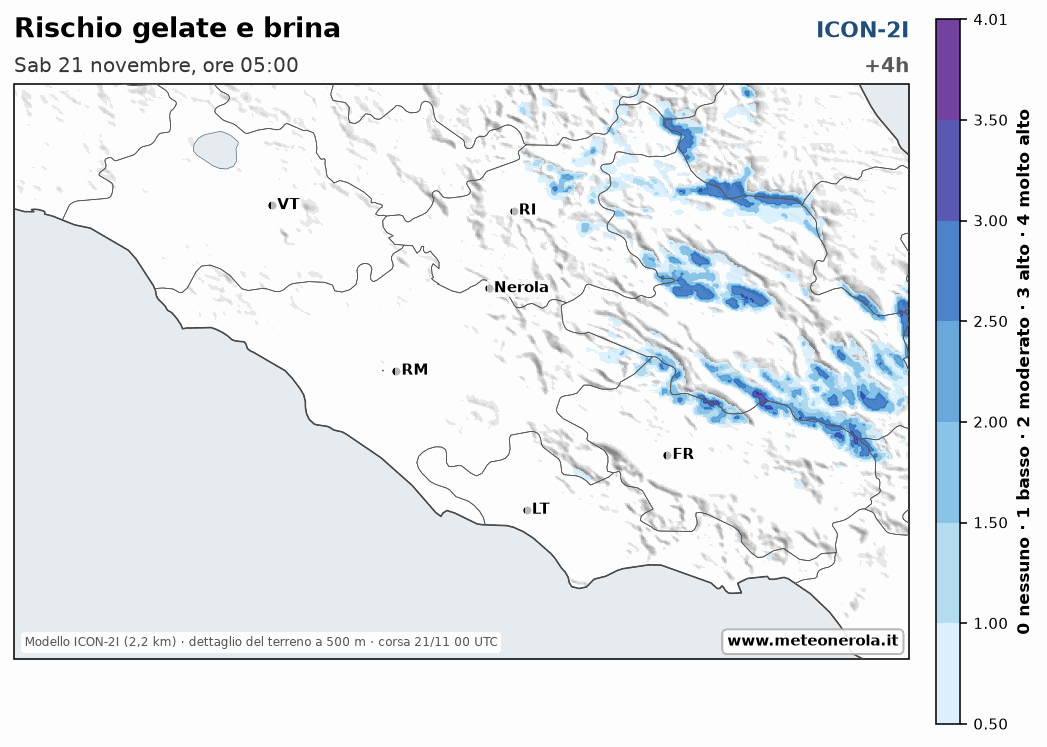 Rischio gelate e brina
ICON-2I
Sab 21 novembre, ore 05:00
+4h
VT
RI
Nerola
RM
FR
LT
Modello ICON-2I (2,2 km) · dettaglio del terreno a 500 m · corsa 21/11 00 UTC
www.meteonerola.it
4.01
3.50
3.00
2.50
2.00
1.50
1.00
0.50
0 nessuno · 1 basso · 2 moderato · 3 alto · 4 molto alto